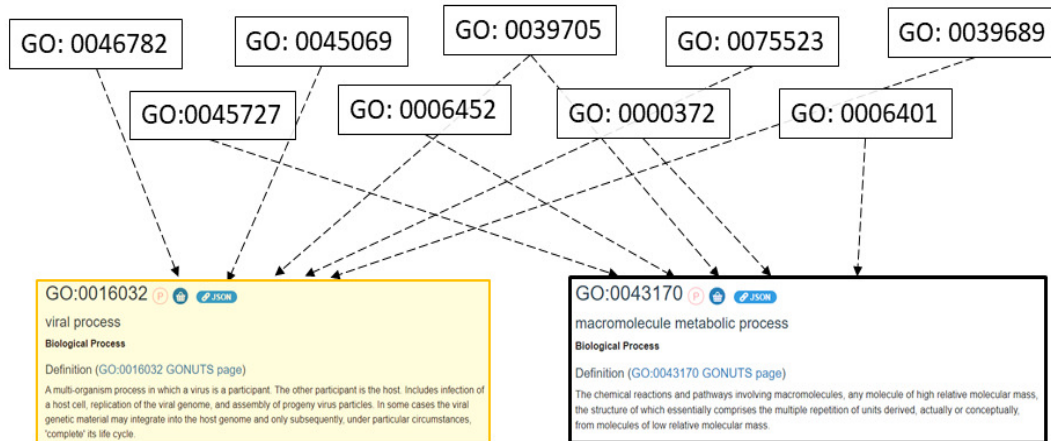 GO: 0046782
GO: 0045069
GO: 0039705
GO: 0075523
GO: 0039689
GO:0045727
GO: 0006452
GO: 0000372
GO: 0006401
GO:0016032 P JSON
viral process
Biological Process
Definition (GO:0016032 GONUTS page)
A multi-organism process in which a virus is a participant. The other participant is the host. Includes infection of
a host cell, replication of the viral genome, and assembly of progeny virus particles. In some cases the viral
genetic material may integrate into the host genome and only subsequently, under particular circumstances,
'complete' its life cycle.
GO:0043170 P JSON
macromolecule metabolic process
Biological Process
Definition (GO:0043170 GONUTS page)
The chemical reactions and pathways involving macromolecules, any molecule of high relative molecular mass,
the structure of which essentially comprises the multiple repetition of units derived, actually or conceptually,
from molecules of low relative molecular mass.